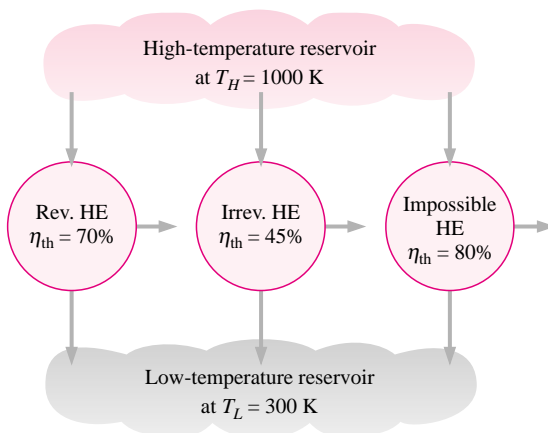 High-temperature reservoir
at T_H = 1000 K
Rev. HE
η_th = 70%
Irrev. HE
η_th = 45%
Impossible
HE
η_th = 80%
Low-temperature reservoir
at T_L = 300 K